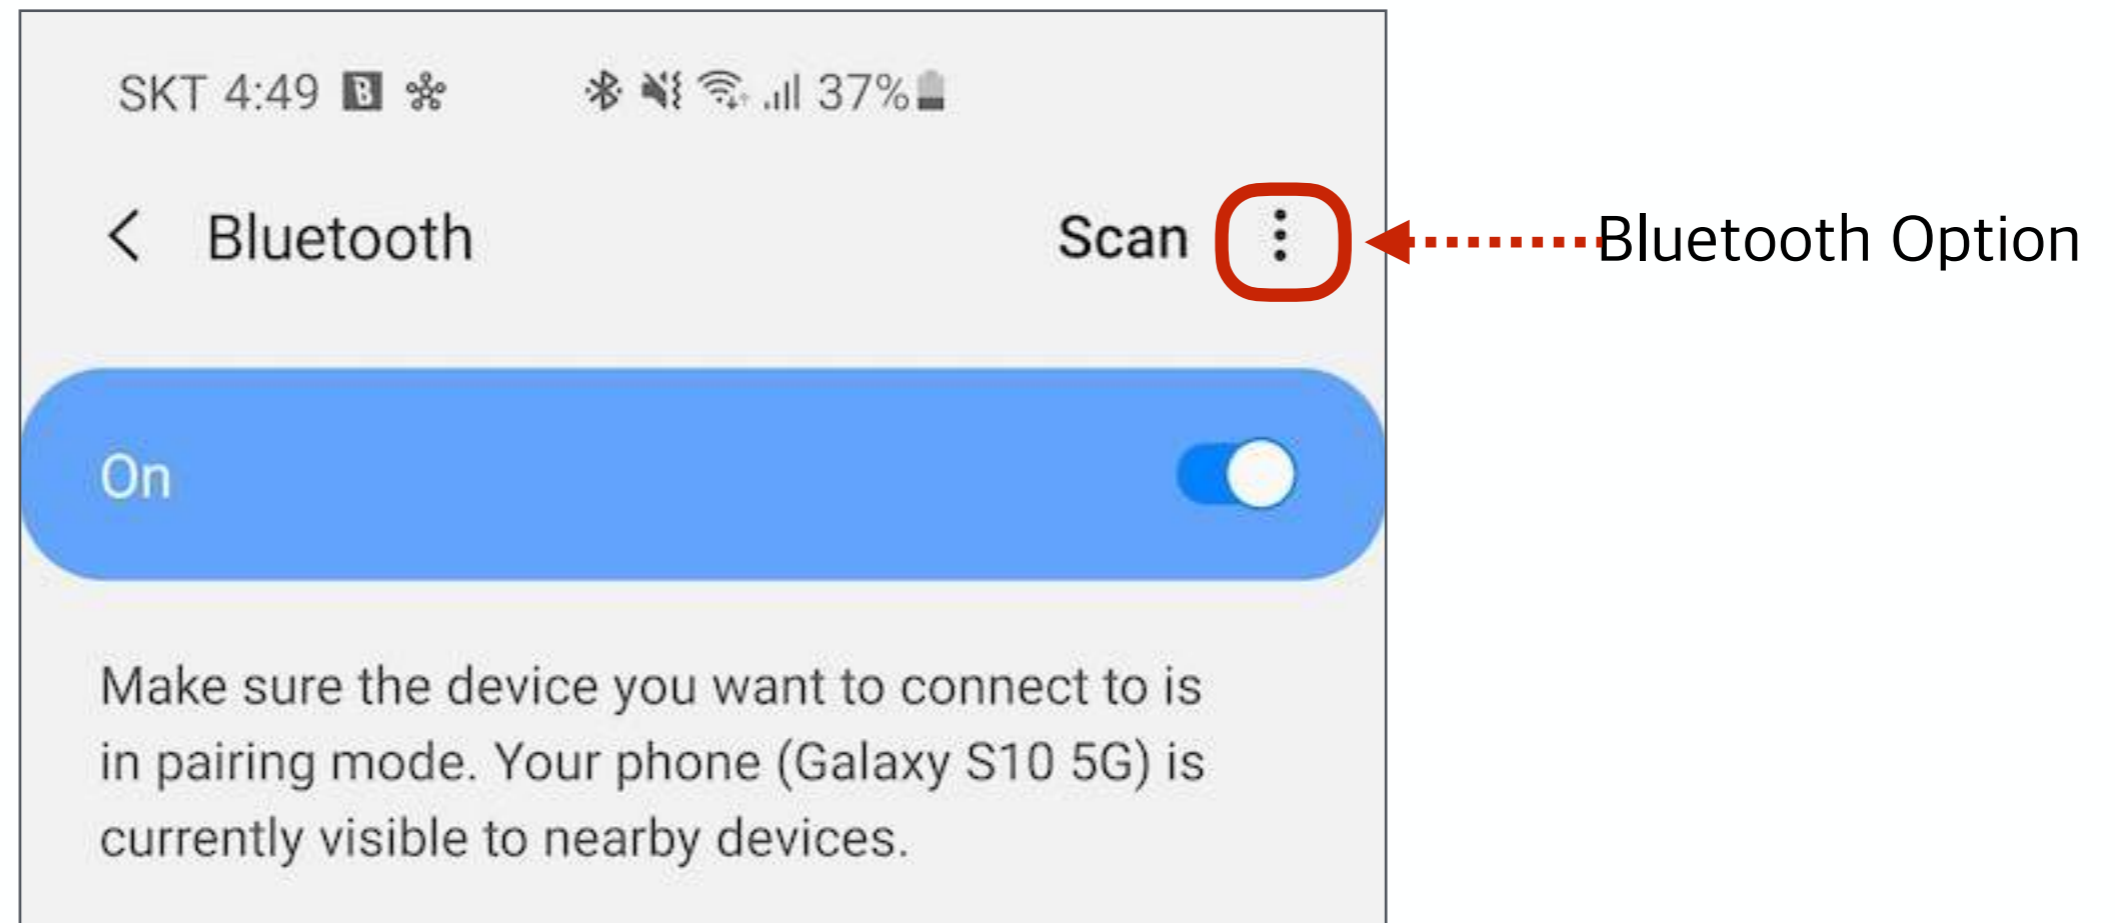 SKT 4:49 B 37%
Bluetooth Scan Bluetooth Option
On
Make sure the device you want to connect to is
in pairing mode. Your phone (Galaxy S10 5G) is
currently visible to nearby devices.